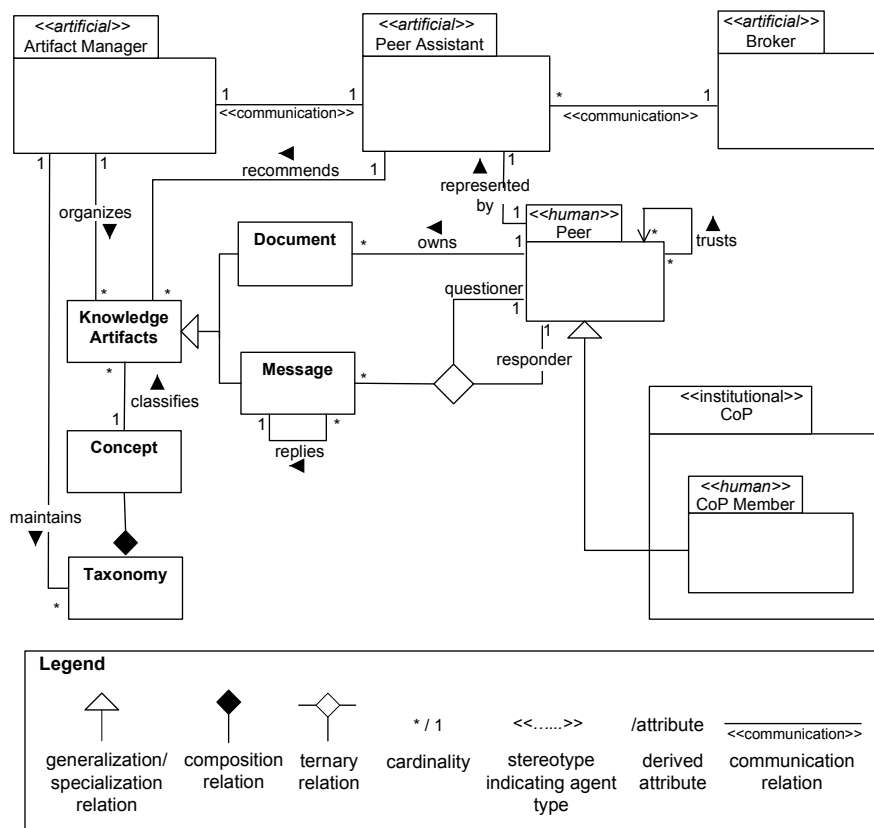 <<artificial>>
Artifact Manager
<<artificial>>
Peer Assistant
<<artificial>>
Broker
1
1
<<communication>>
*
1
<<communication>>
1
1
1
1
recommends
represented
by
organizes
1
<<human>>
Peer
*
*
trusts
Document
*
owns
1
questioner
1
*
*
Knowledge
Artifacts
1
responder
*
classifies
Message
*
1
*
replies
1
Concept
<<institutional>>
CoP
<<human>>
CoP Member
maintains
Taxonomy
*
Legend
generalization/
specialization
relation
composition
relation
ternary
relation
* / 1
cardinality
<<…...>>
stereotype
indicating agent
type
/attribute
derived
attribute
<<communication>>
communication
relation